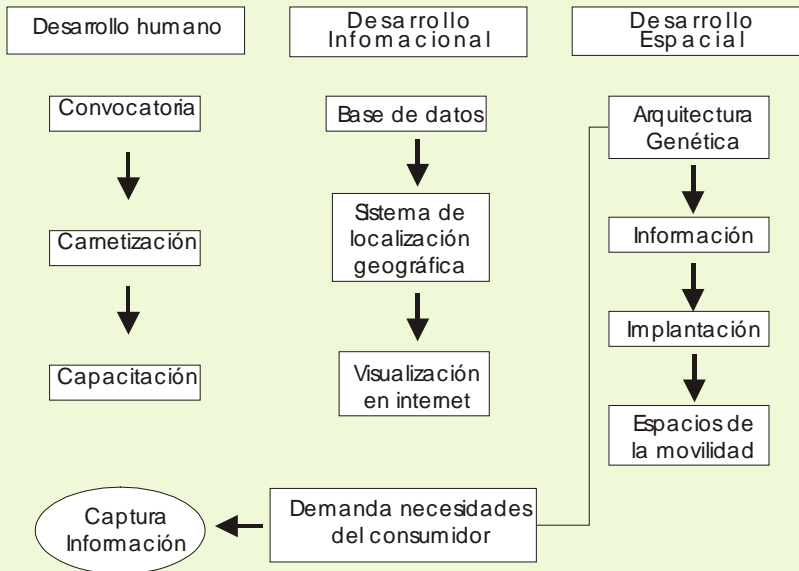 Desarrollo humano
Desarrollo
Infomacional
Desarrollo
Espacial
Convocatoria
Carnetización
Capacitación
Base de datos
Sistema de
localización
geográfica
Visualización
en internet
Arquitectura
Genética
Información
Implantación
Espacios de
la movilidad
Captura
Información
Demanda necesidades
del consumidor